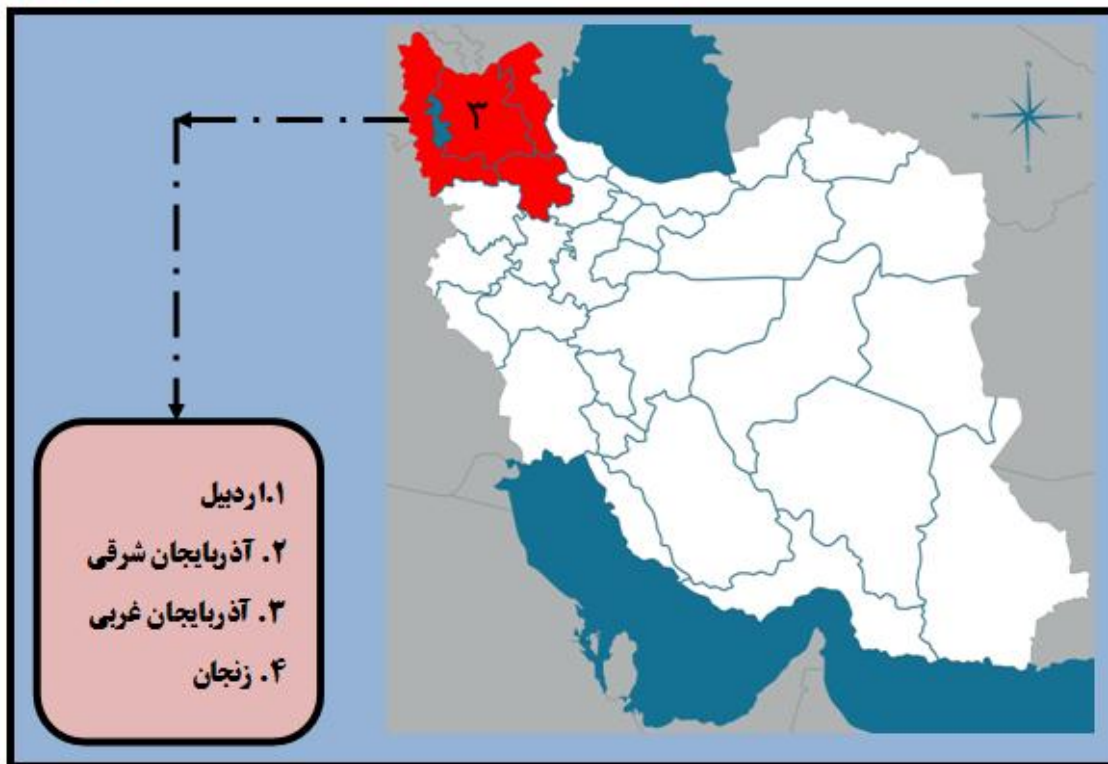 ۳
۱.اردبیل
۲. آذربایجان شرقی
۳. آذربایجان غربی
۴. زنجان